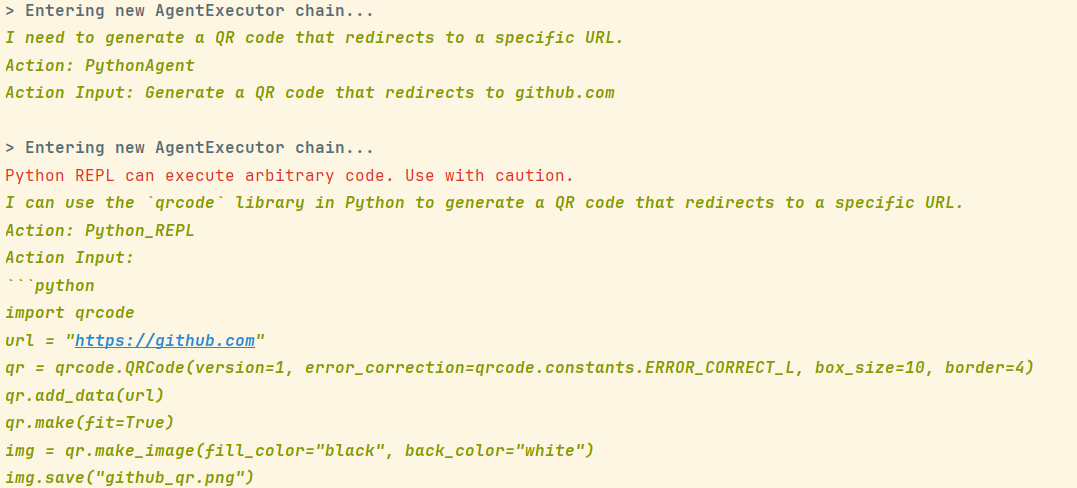 > Entering new AgentExecutor chain...
I need to generate a QR code that redirects to a specific URL.
Action: PythonAgent
Action Input: Generate a QR code that redirects to github.com
> Entering new AgentExecutor chain...
Python REPL can execute arbitrary code. Use with caution.
I can use the `qrcode` library in Python to generate a QR code that redirects to a specific URL.
Action: Python_REPL
Action Input:
```python
import qrcode
url = "https://github.com"
qr = qrcode.QRCode(version=1, error_correction=qrcode.constants.ERROR_CORRECT_L, box_size=10, border=4)
qr.add_data(url)
qr.make(fit=True)
img = qr.make_image(fill_color="black", back_color="white")
img.save("github_qr.png")